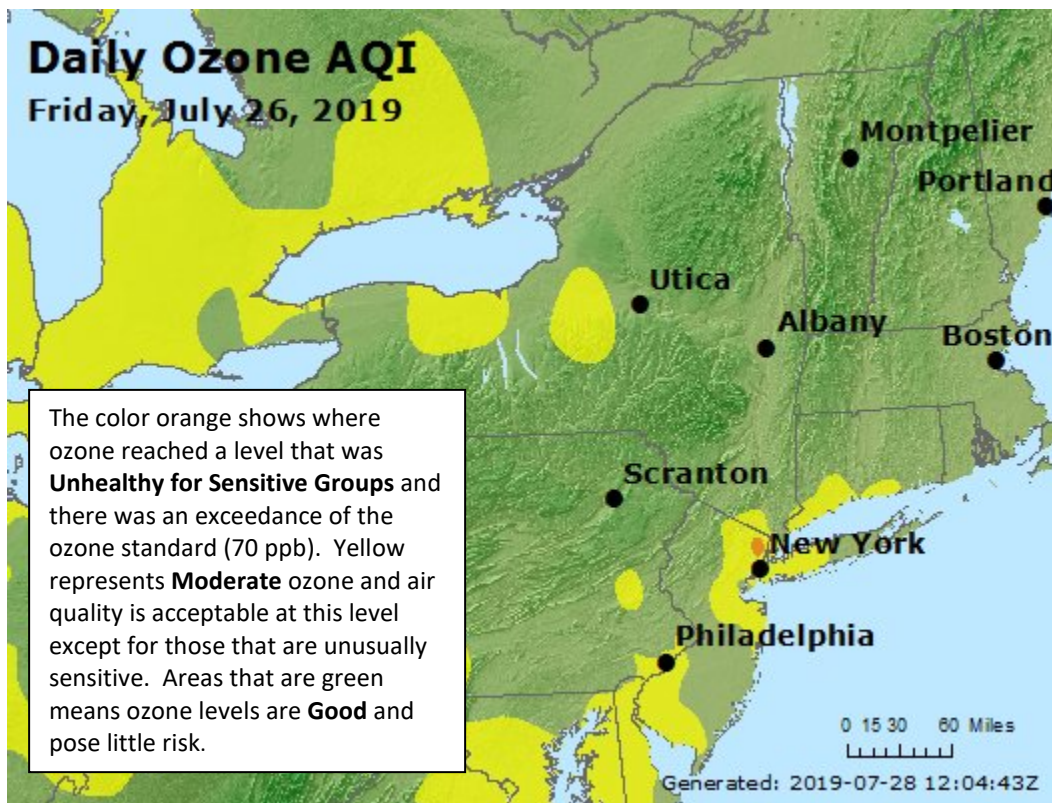 Daily Ozone AQI
Friday, July 26, 2019
Montpelier
Portland
Utica
Albany
Boston
The color orange shows where
ozone reached a level that was
Unhealthy for Sensitive Groups and
there was an exceedance of the
ozone standard (70 ppb).  Yellow
represents Moderate ozone and air
quality is acceptable at this level
except for those that are unusually
sensitive.  Areas that are green
means ozone levels are Good and
pose little risk.
Scranton
New York
Philadelphia
0 15 30 60 Miles
Generated: 2019-07-28 12:04:43Z